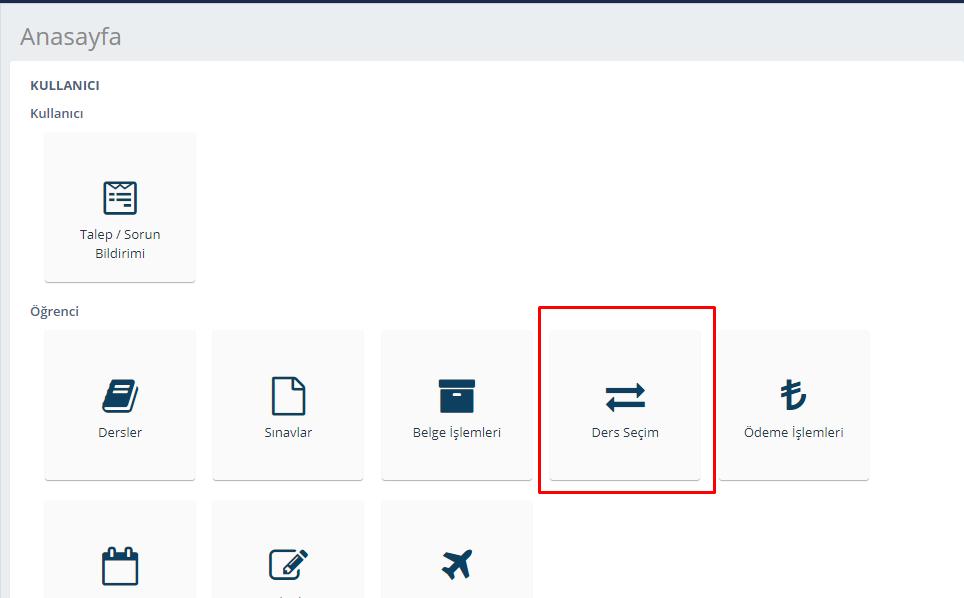 Anasayfa
KULLANICI
Kullanıcı
Talep / Sorun
Bildirimi
Öğrenci
Dersler
Sınavlar
Belge İşlemleri
Ders Seçim
Ödeme İşlemleri